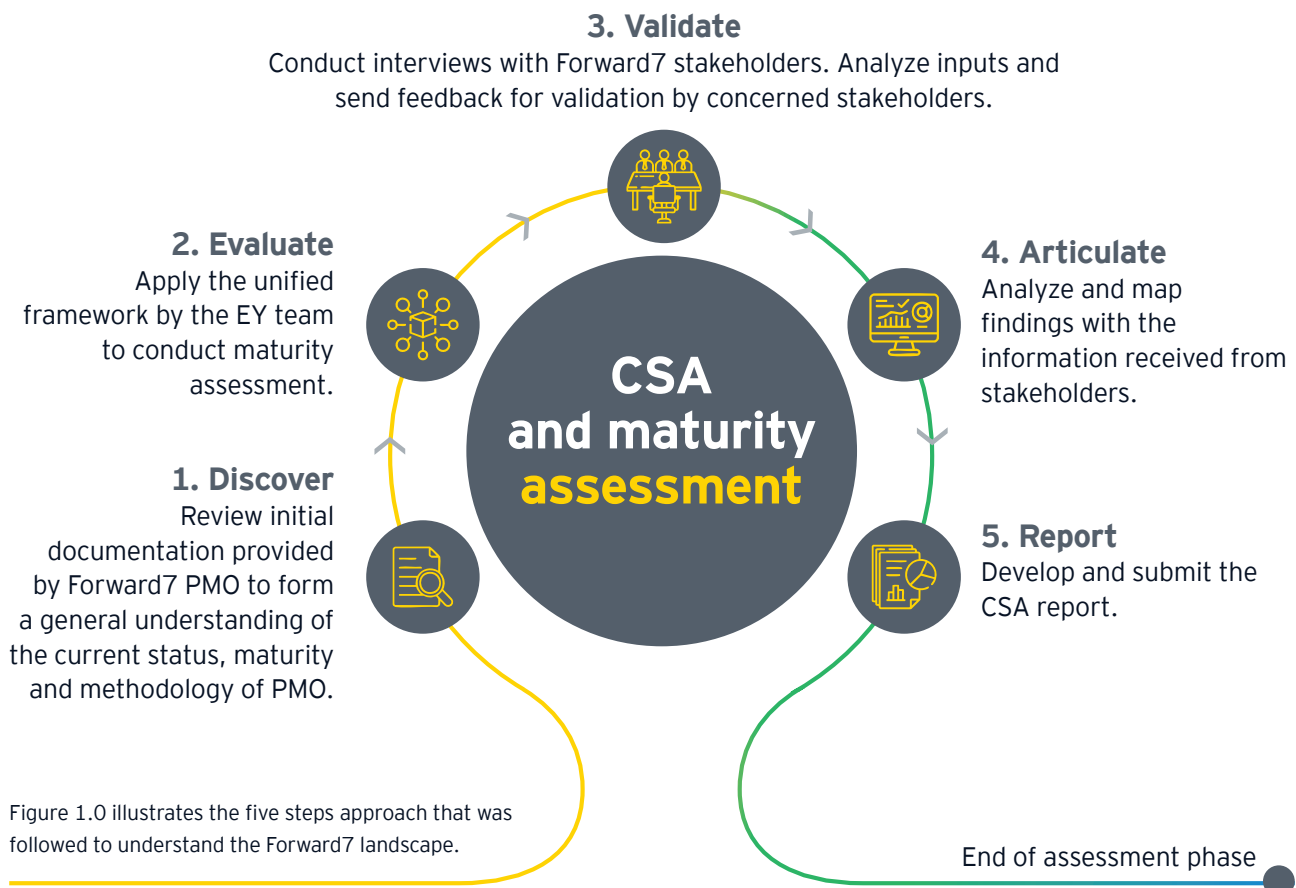 3. Validate
Conduct interviews with Forward7 stakeholders. Analyze inputs and
send feedback for validation by concerned stakeholders.
2. Evaluate
Apply the unified
framework by the EY team
to conduct maturity
assessment.
4. Articulate
Analyze and map
findings with the
information received from
stakeholders.
CSA
and maturity
assessment
1. Discover
Review initial
documentation provided
by Forward7 PMO to form
a general understanding of
the current status, maturity
and methodology of PMO.
5. Report
Develop and submit the
CSA report.
Figure 1.0 illustrates the five steps approach that was
followed to understand the Forward7 landscape.
End of assessment phase